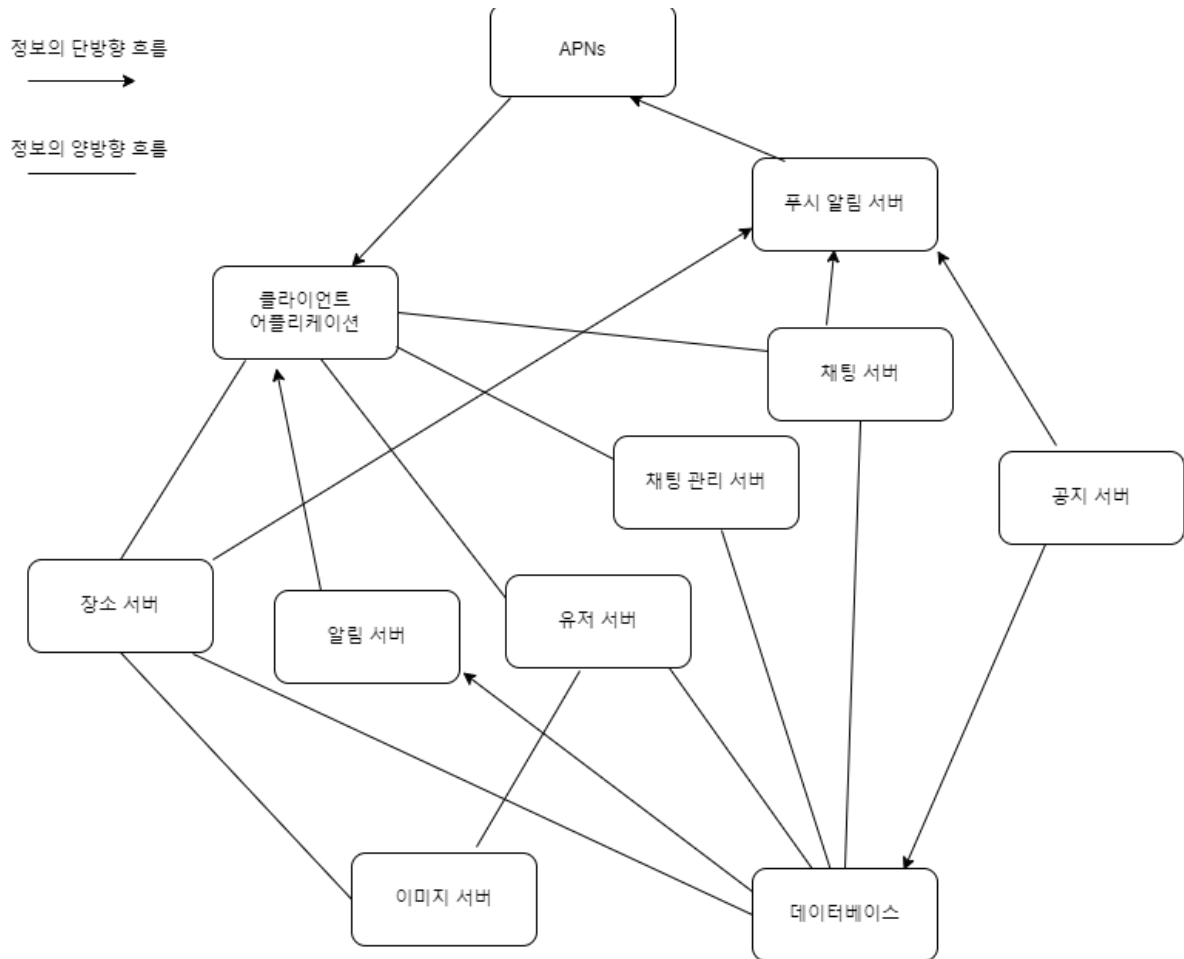 정보의 단방향 흐름
APNs
정보의 양방향 흐름
푸시 알림 서버
클라이언트
어플리케이션
채팅 서버
채팅 관리 서버
공지 서버
장소 서버
알림 서버
유저 서버
이미지 서버
데이터베이스